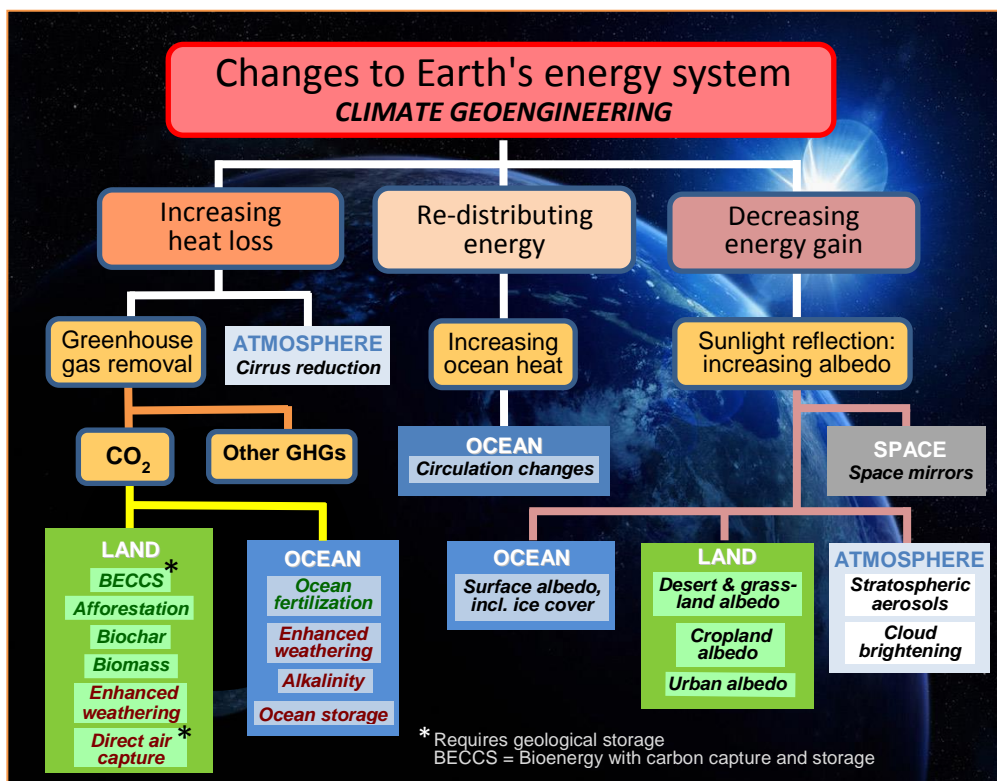 Changes to Earth's energy system
CLIMATE GEOENGINEERING
Increasing
heat loss
Re-distributing
energy
Decreasing
energy gain
Greenhouse
gas removal
ATMOSPHERE
Cirrus reduction
Increasing
ocean heat
Sunlight reflection:
increasing albedo
CO2
Other GHGs
OCEAN
Circulation changes
SPACE
Space mirrors
LAND
BECCS*
Afforestation
Biochar
Biomass
Enhanced
weathering
Direct air*
capture
OCEAN
Ocean
fertilization
Enhanced
weathering
Alkalinity
Ocean storage
OCEAN
Surface albedo,
incl. ice cover
LAND
Desert & grass-
land albedo
Cropland
albedo
Urban albedo
ATMOSPHERE
Stratospheric
aerosols
Cloud
brightening
* Requires geological storage
BECCS = Bioenergy with carbon capture and storage